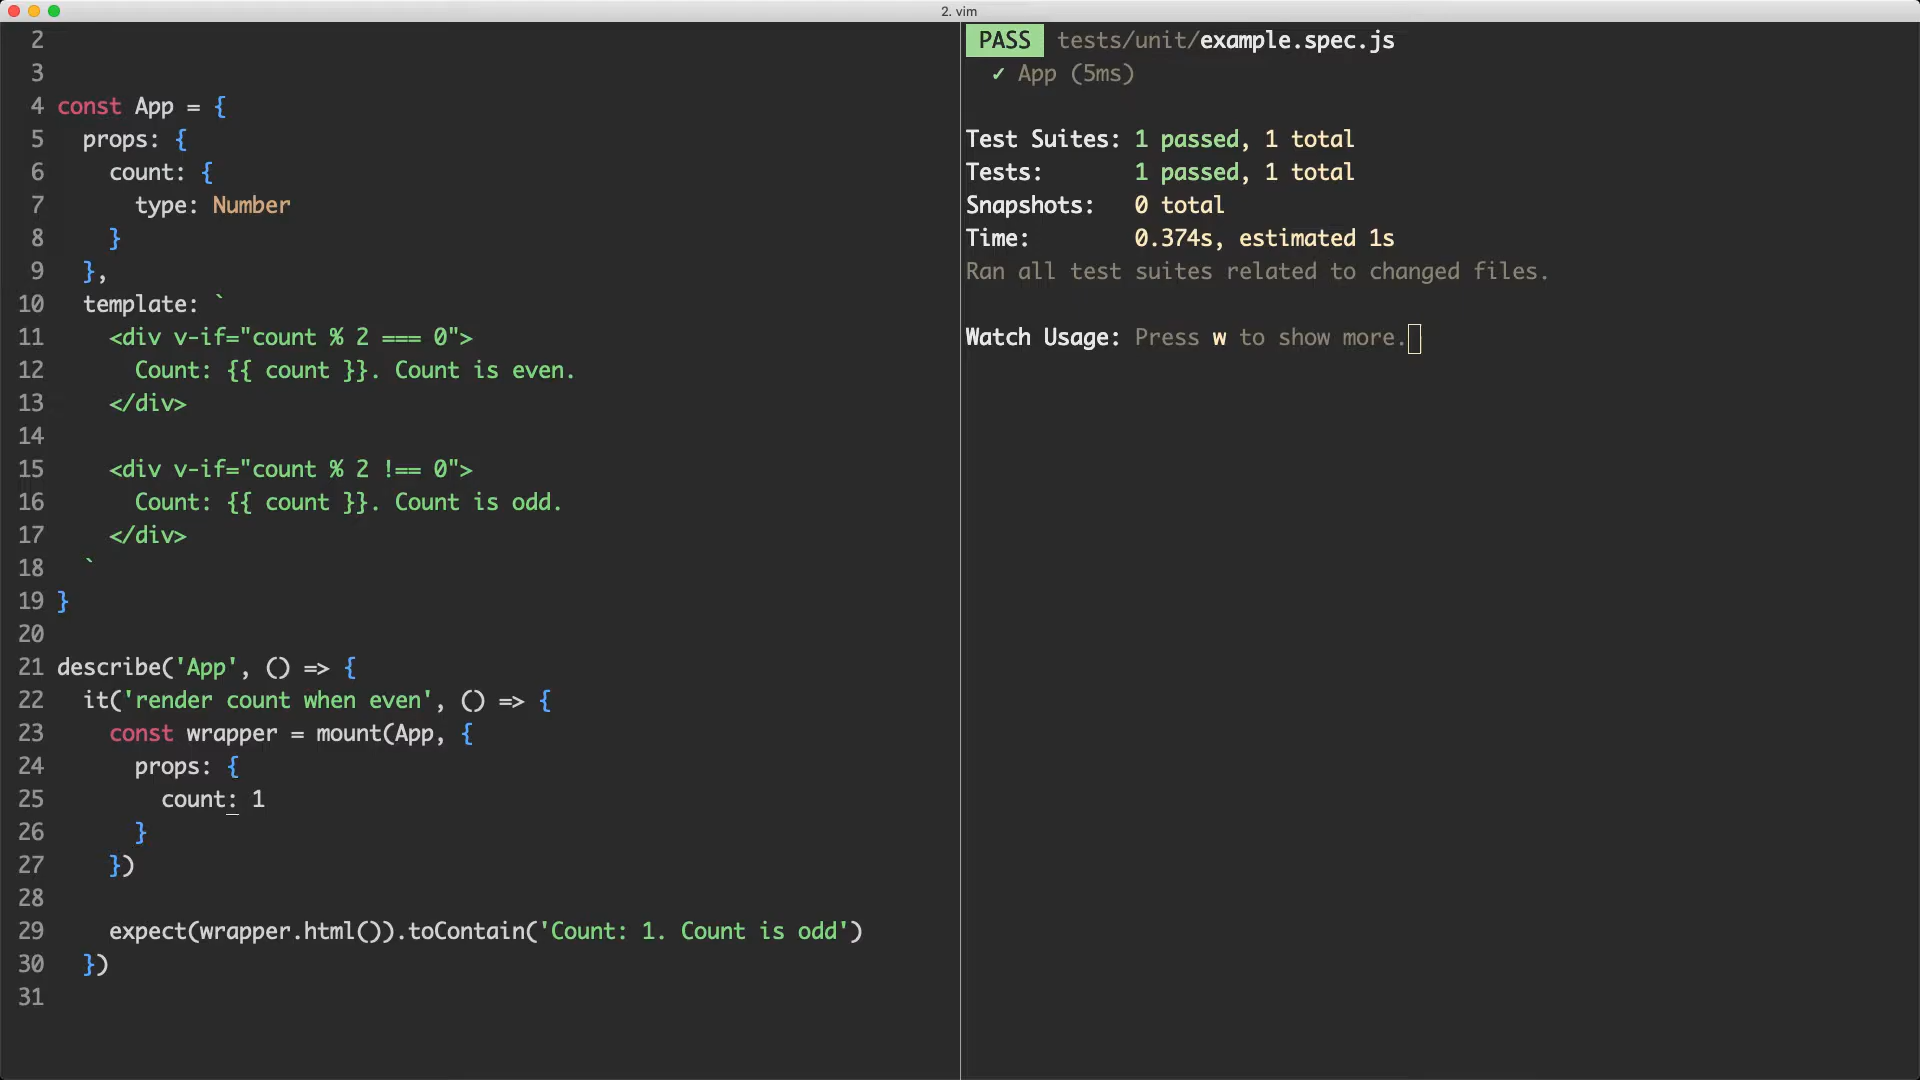 2. vim
2
3
4 const App = {
5   props: {
6     count: {
7       type: Number
8     }
9   },
10   template: `
11     <div v-if="count % 2 === 0">
12       Count: {{ count }}. Count is even.
13     </div>
14
15     <div v-if="count % 2 !== 0">
16       Count: {{ count }}. Count is odd.
17     </div>
18   `
19 }
20
21 describe('App', () => {
22   it('render count when even', () => {
23     const wrapper = mount(App, {
24       props: {
25         count: 1
26       }
27     })
28
29     expect(wrapper.html()).toContain('Count: 1. Count is odd')
30   })
31
PASS tests/unit/example.spec.js
✓ App (5ms)
Test Suites: 1 passed, 1 total
Tests: 1 passed, 1 total
Snapshots: 0 total
Time: 0.374s, estimated 1s
Ran all test suites related to changed files.
Watch Usage: Press w to show more.